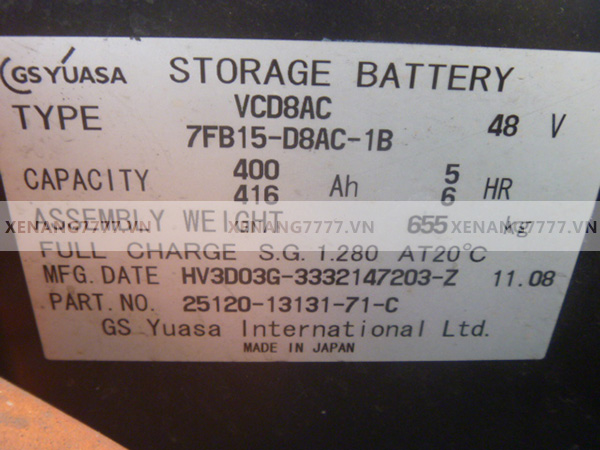 GS YUASA STORAGE BATTERY
TYPE VCD8AC 48 V
7FB15-D8AC-1B
CAPACITY 400 Ah 5 HR
416 6
ASSEMBLY WEIGHT 655 kg
XENANG7777.VN XENANG7777.VN XENANG7777.VN
FULL CHARGE S.G. 1.280 AT20°C
MFG. DATE HV3D03G-3332147203-Z 11.08
PART. NO. 25120-13131-71-C
GS Yuasa International Ltd.
MADE IN JAPAN